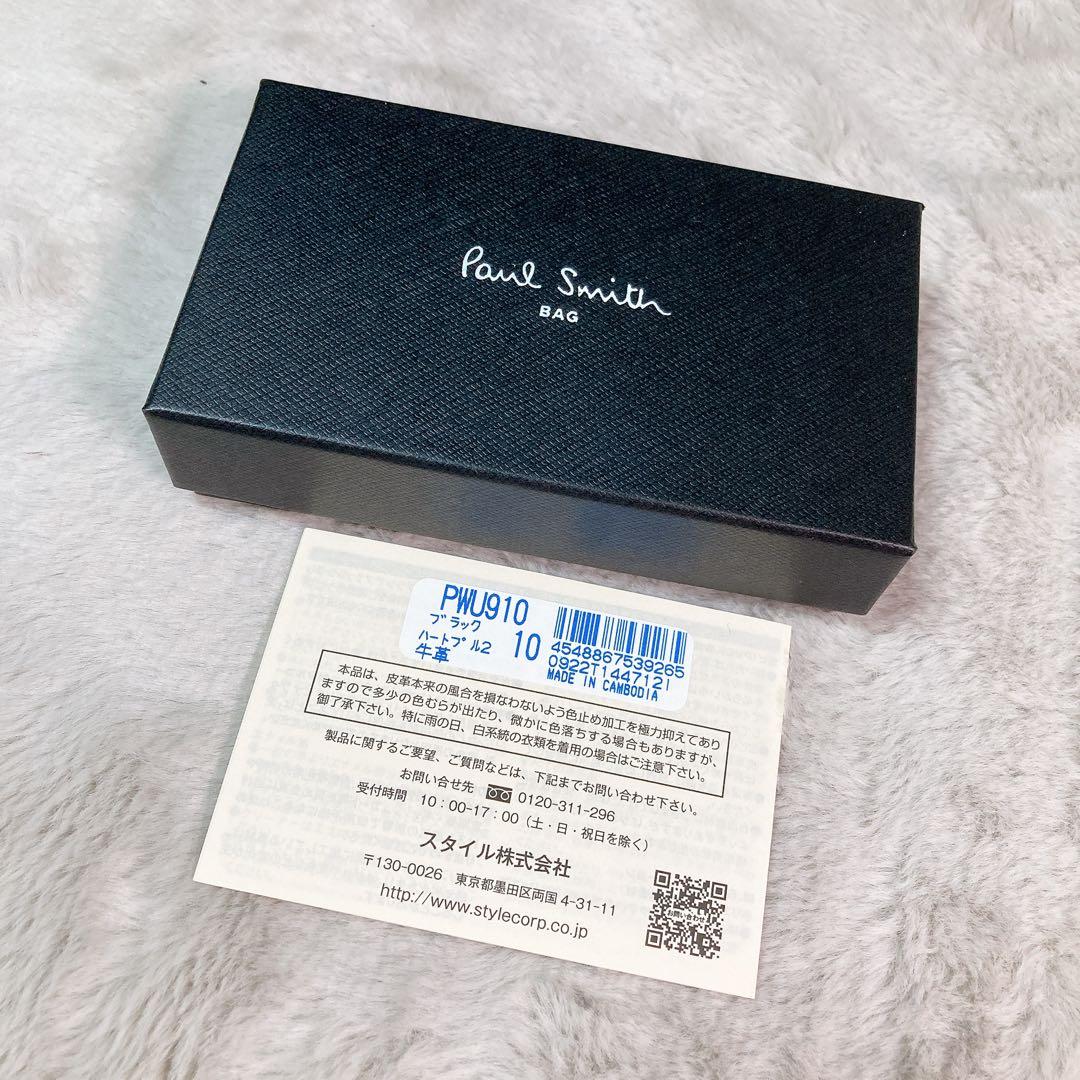 Paul Smith
BAG
PWU910
ブラック
ハートプル2 10
牛革
4548867539265
0922T144712I
MADE IN CAMBODIA
本品は、皮革本来の風合を損なわないよう色止め加工を極力抑えてあり
ますので多少の色むらが出たり、微かに色落ちする場合もありますが、
御了承下さい。特に雨の日、白系統の衣類を着用の場合はご注意下さい。
製品に関するご要望、ご質問などは、下記までお問い合わせ下さい。
お問い合せ先 0120-311-296
受付時間 10：00-17：00（土・日・祝日を除く）
スタイル株式会社
〒130-0026 東京都墨田区両国 4-31-11
http://www.stylecorp.co.jp
お問い合わせ